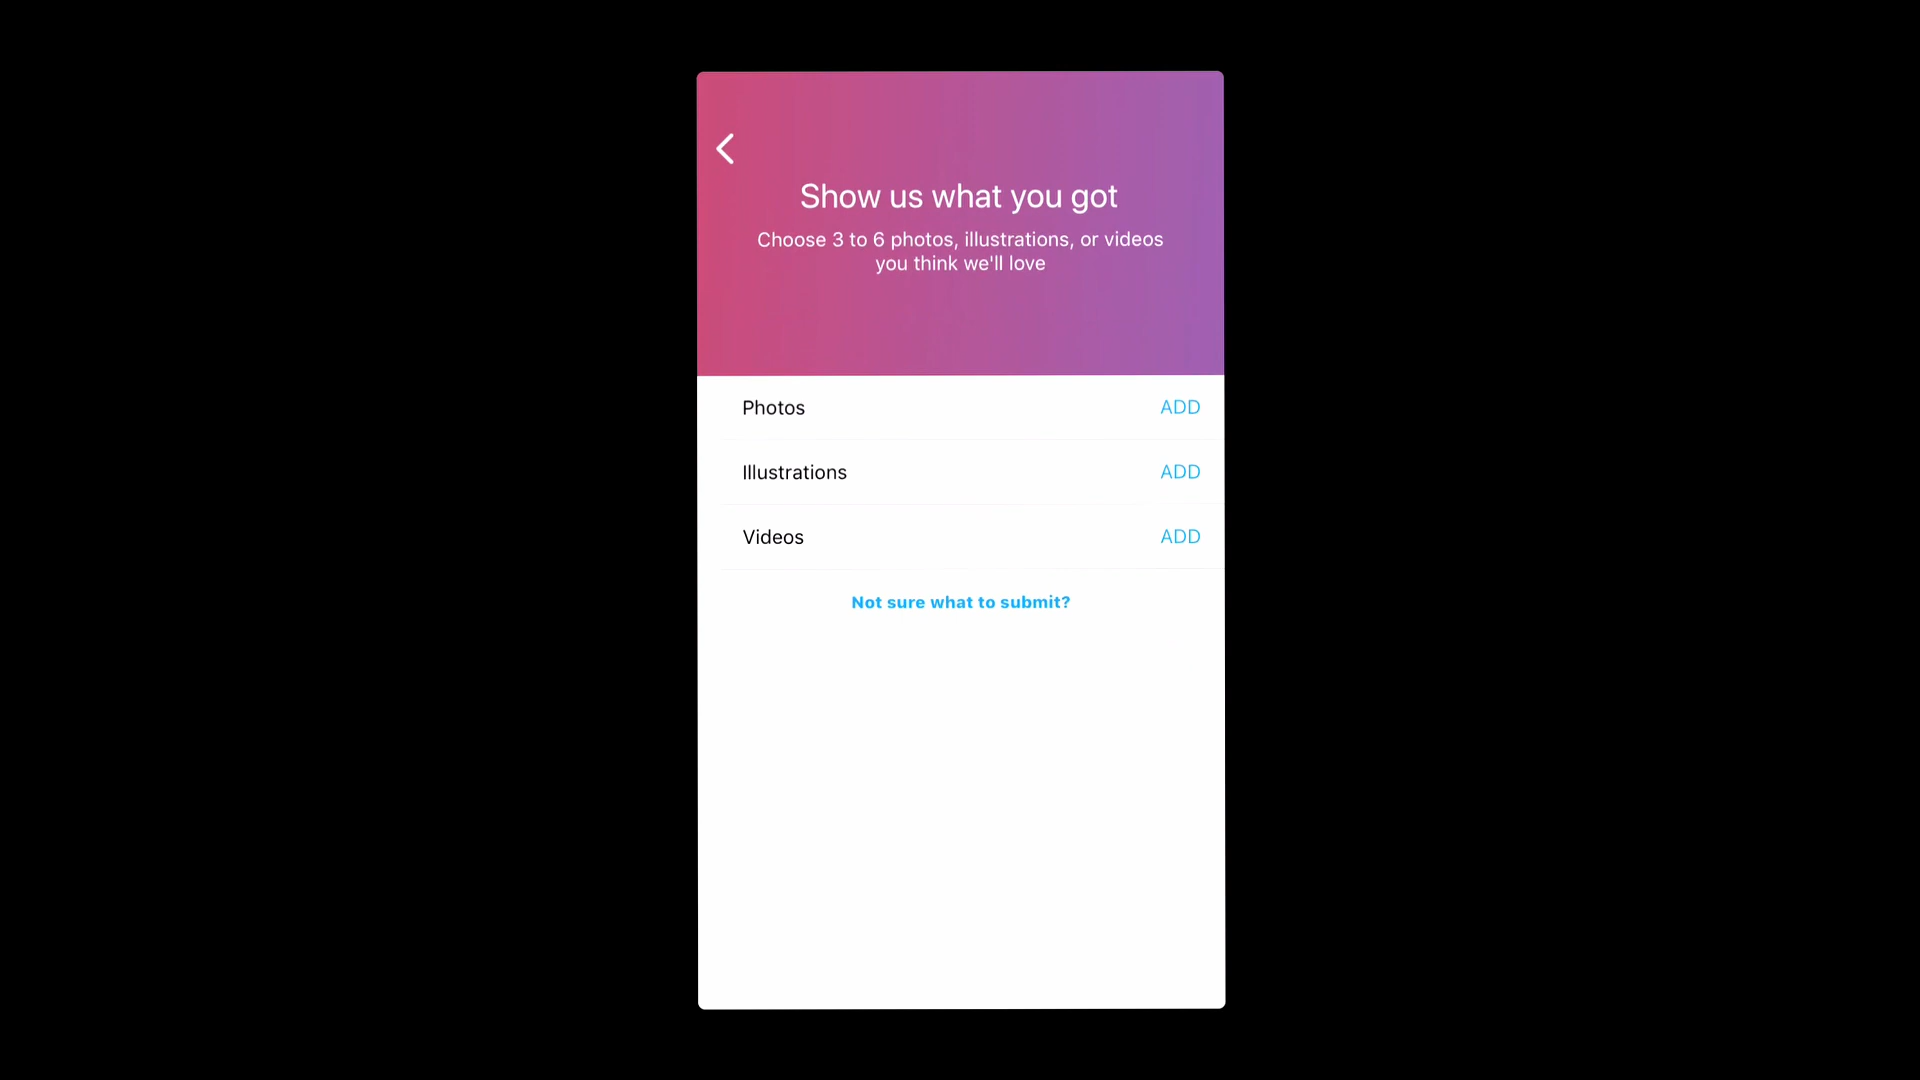 Show us what you got
Choose 3 to 6 photos, illustrations, or videos
you think we'll love
Photos ADD
Illustrations ADD
Videos ADD
Not sure what to submit?